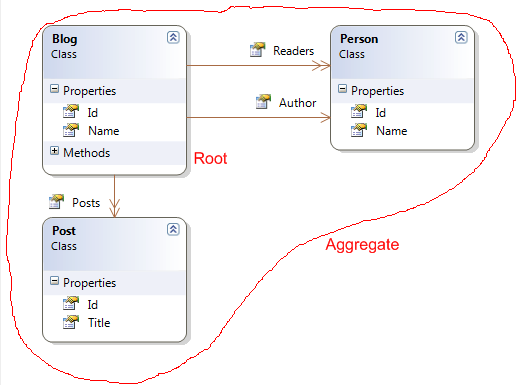 Blog
Class
Properties
Id
Name
Methods
Readers
Author
Person
Class
Properties
Id
Name
Root
Posts
Post
Class
Properties
Id
Title
Aggregate